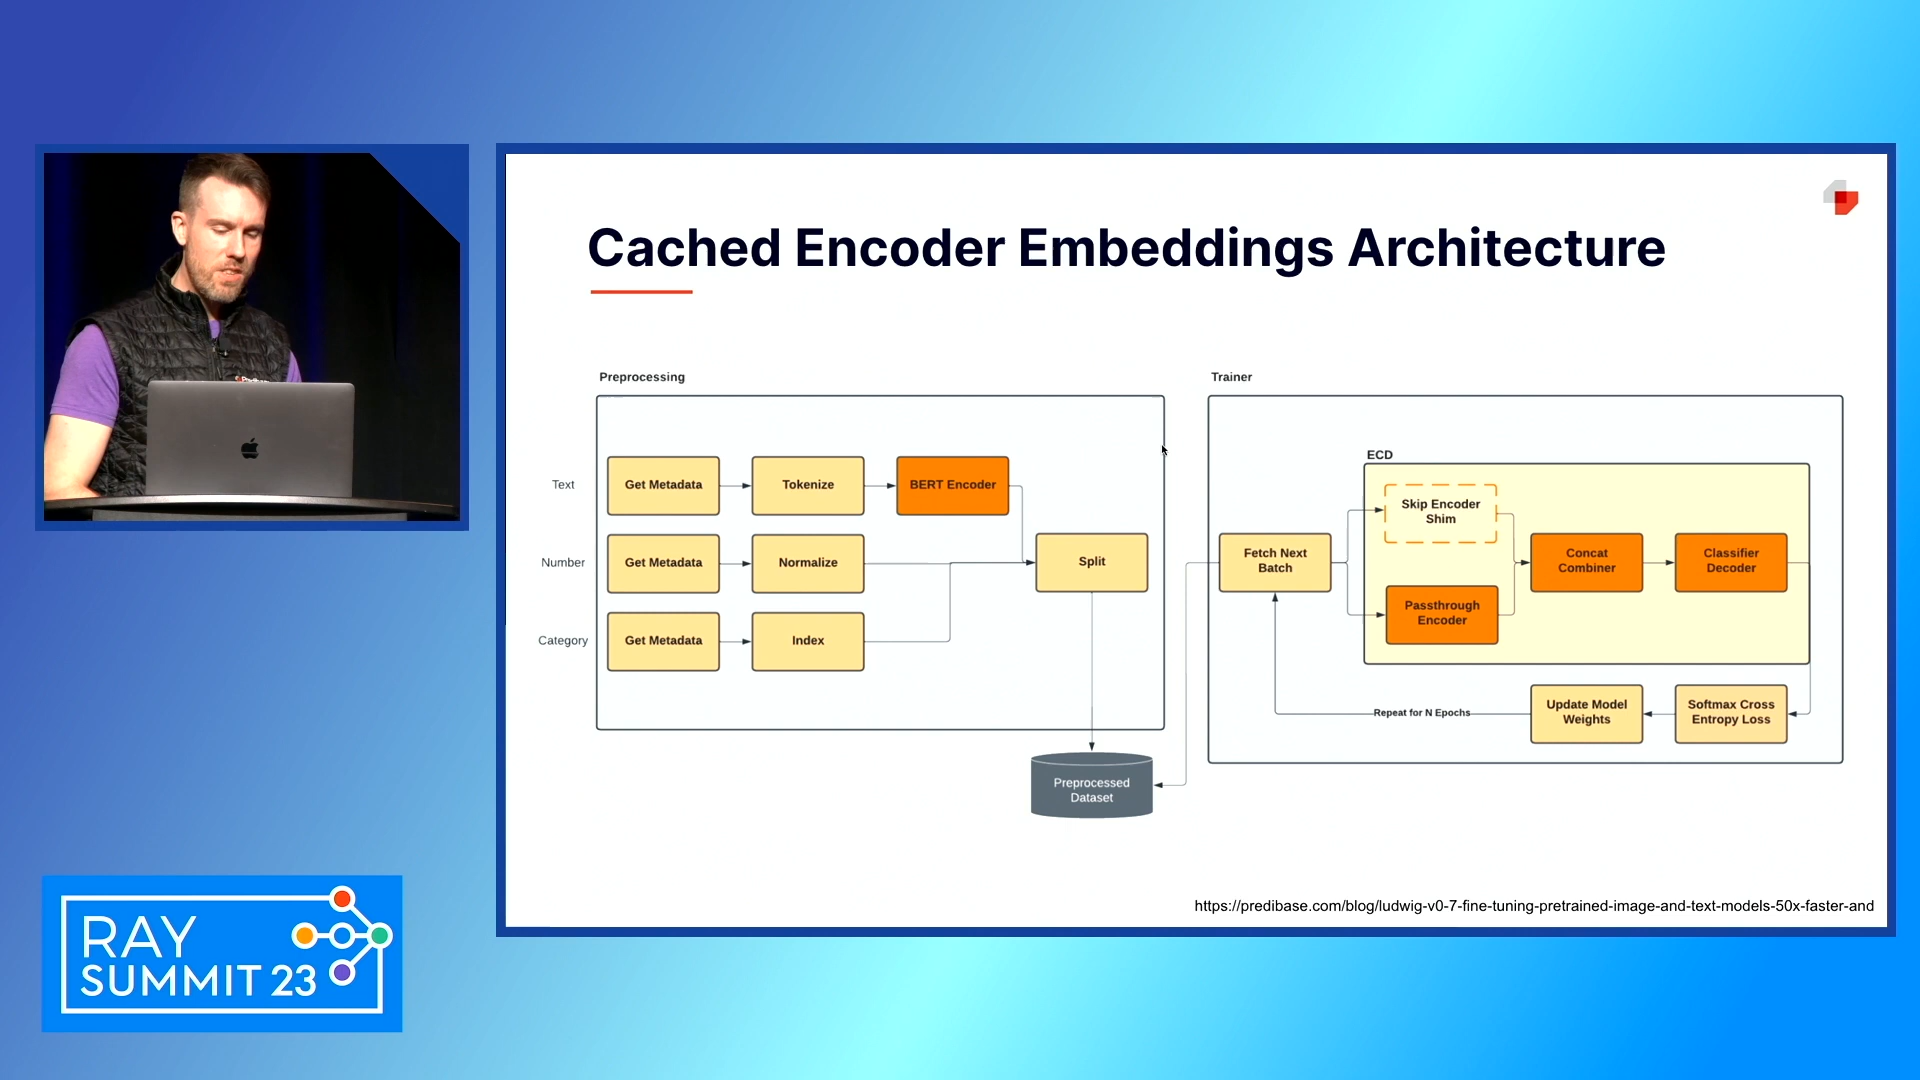 Cached Encoder Embeddings Architecture
Preprocessing
Text
Get Metadata
Tokenize
BERT Encoder
Number
Get Metadata
Normalize
Split
Category
Get Metadata
Index
Preprocessed
Dataset
Trainer
ECD
Fetch Next
Batch
Skip Encoder
Shim
Passthrough
Encoder
Concat
Combiner
Classifier
Decoder
Softmax Cross
Entropy Loss
Update Model
Weights
Repeat for N Epochs
https://predibase.com/blog/ludwig-v0-7-fine-tuning-pretrained-image-and-text-models-50x-faster-and
RAY
SUMMIT 23